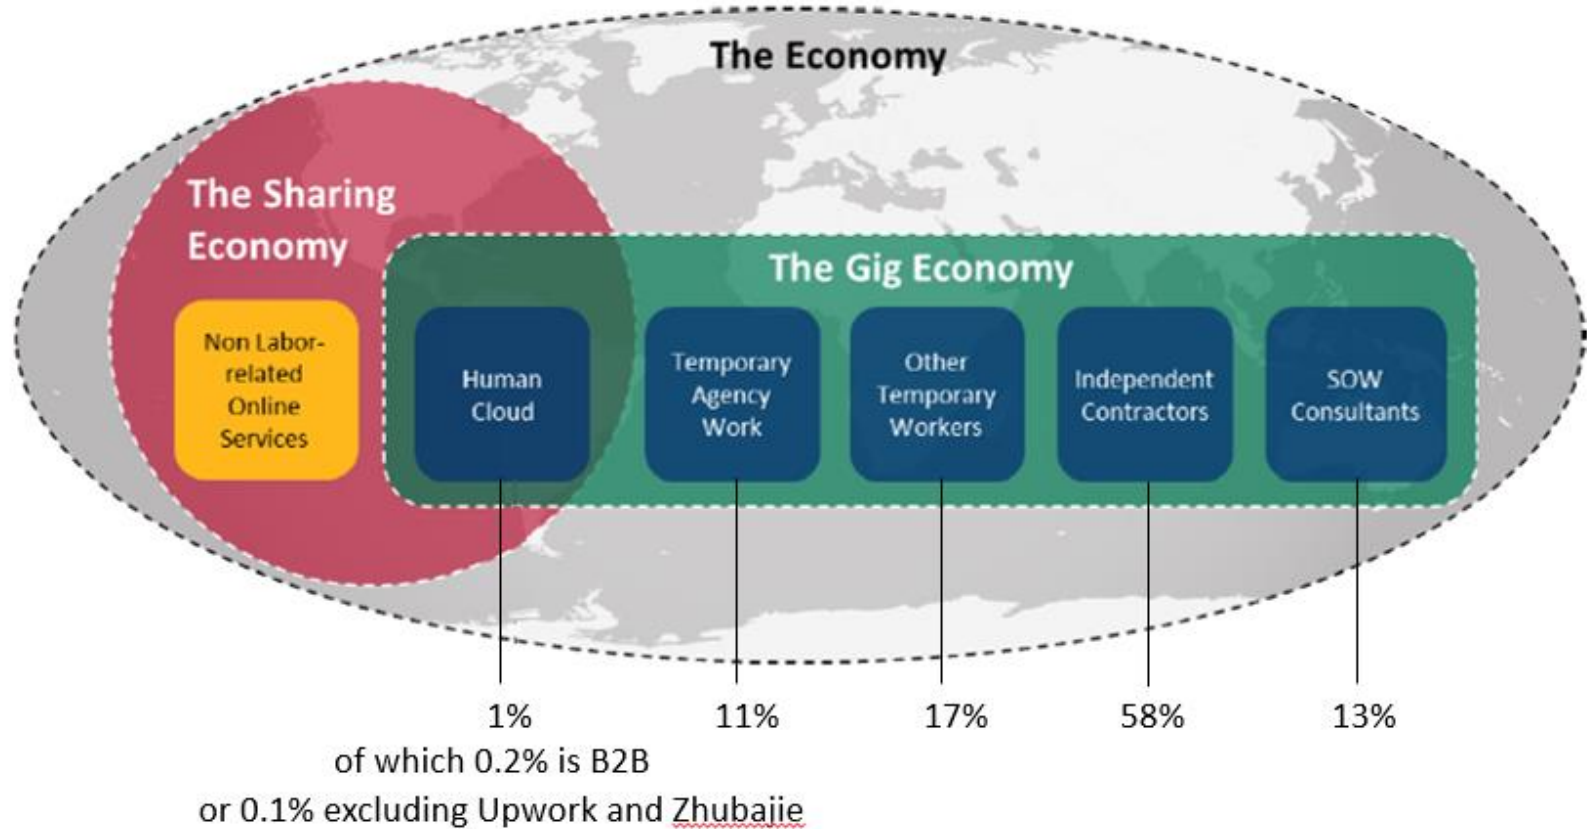 The Economy
The Sharing
Economy
The Gig Economy
Non Labor-
related
Online
Services
Human
Cloud
Temporary
Agency
Work
Other
Temporary
Workers
Independent
Contractors
SOW
Consultants
1%
11%
17%
58%
13%
of which 0.2% is B2B
or 0.1% excluding Upwork and Zhubajie